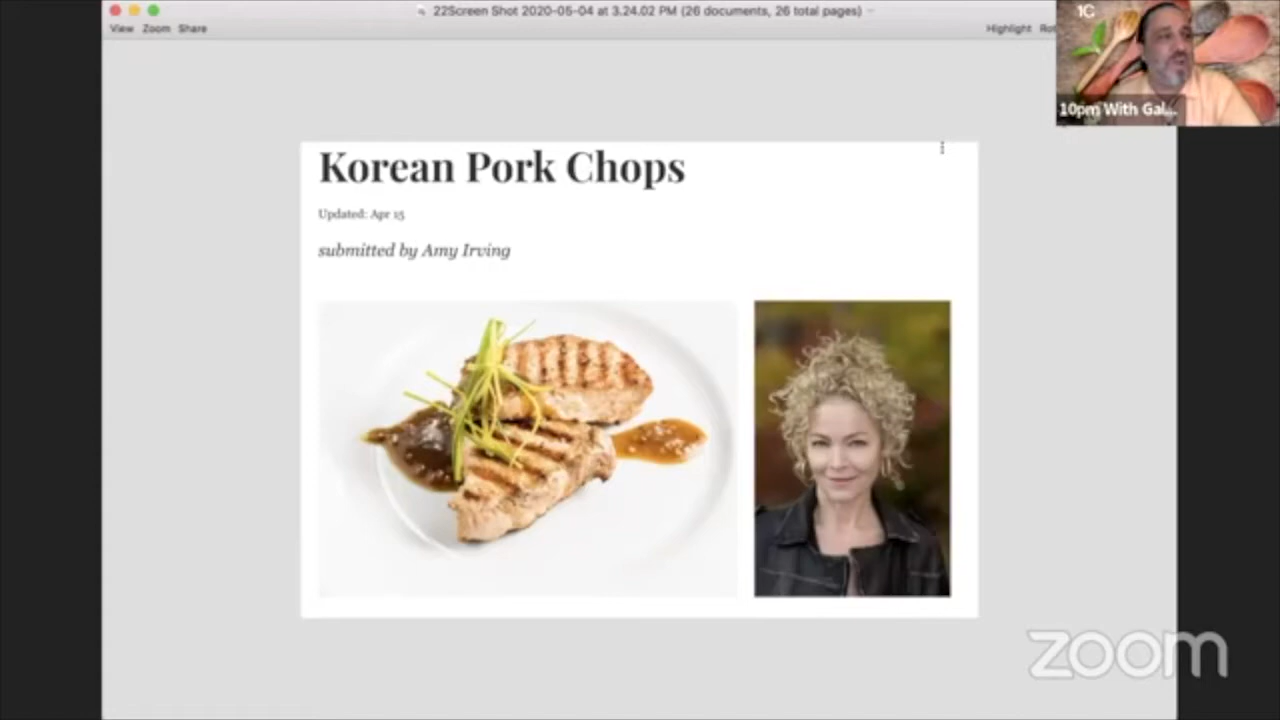 22Screen Shot 2020-05-04 at 3.24.02 PM (26 documents, 26 total pages)
View Zoom Share
Highlight
1C
10pm With Gal...
Korean Pork Chops
Updated: Apr 15
submitted by Amy Irving
zoom